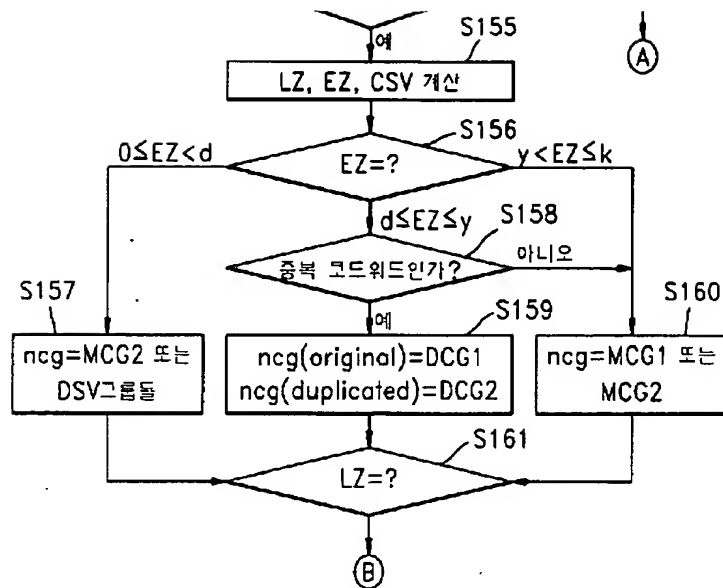 예
S155
A
LZ, EZ, CSV 계산
S156
0≦EZ<d
EZ=?
y<EZ≦k
d≦EZ≦y
S158
중복 코드워드인가?
아니오
S157
예
S159
S160
ncg=MCG2 또는
DSV그룹들
ncg(original)=DCG1
ncg(duplicated)=DCG2
ncg=MCG1 또는
MCG2
S161
LZ=?
B